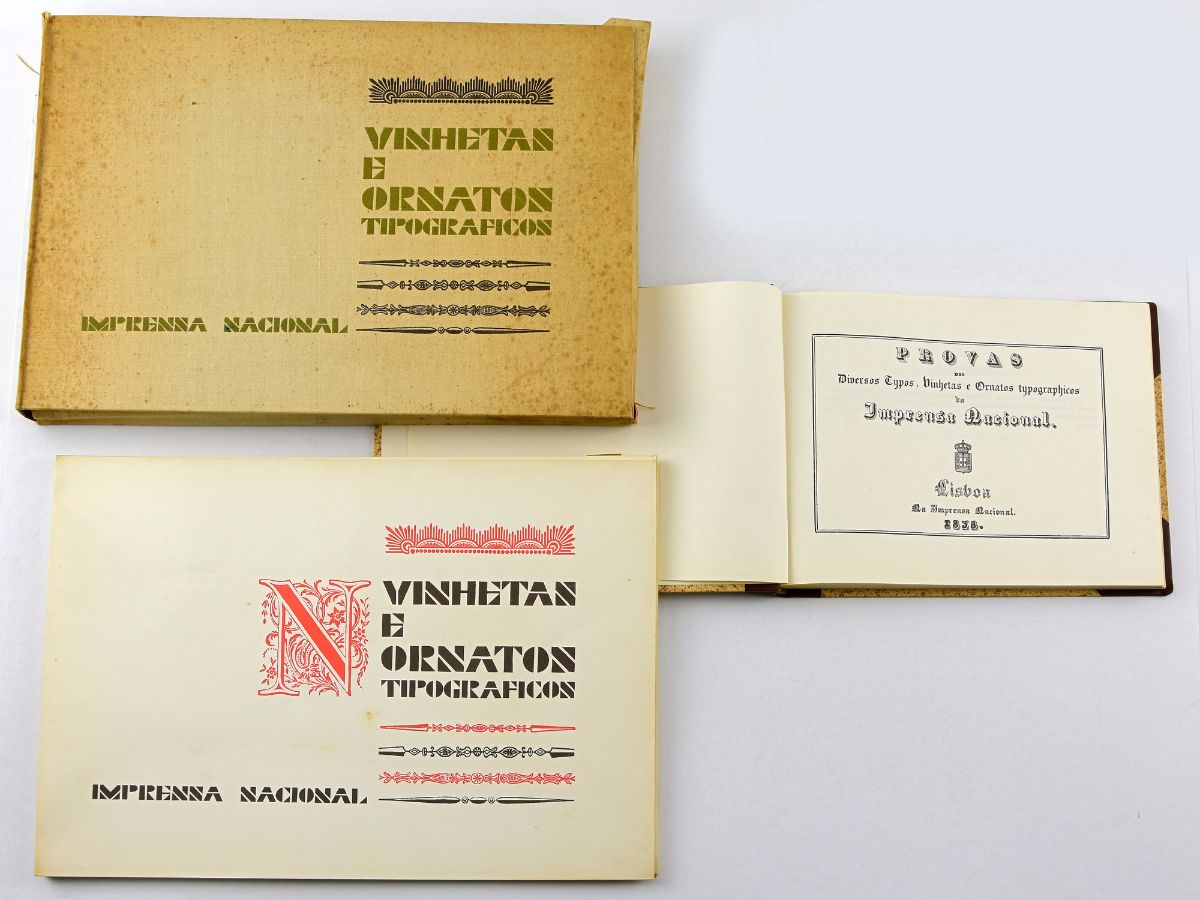 VINHETAS
E
ORNATOS
TIPOGRAFICOS
IMPRENSA NACIONAL
PROVAS
DOS
Diversos Typos, Vinhetas e Ornatos typographicos
da
Imprensa Nacional.
Lisboa
Na Imprensa Nacional.
1838.
N
VINHETAS
E
ORNATOS
TIPOGRAFICOS
IMPRENSA NACIONAL